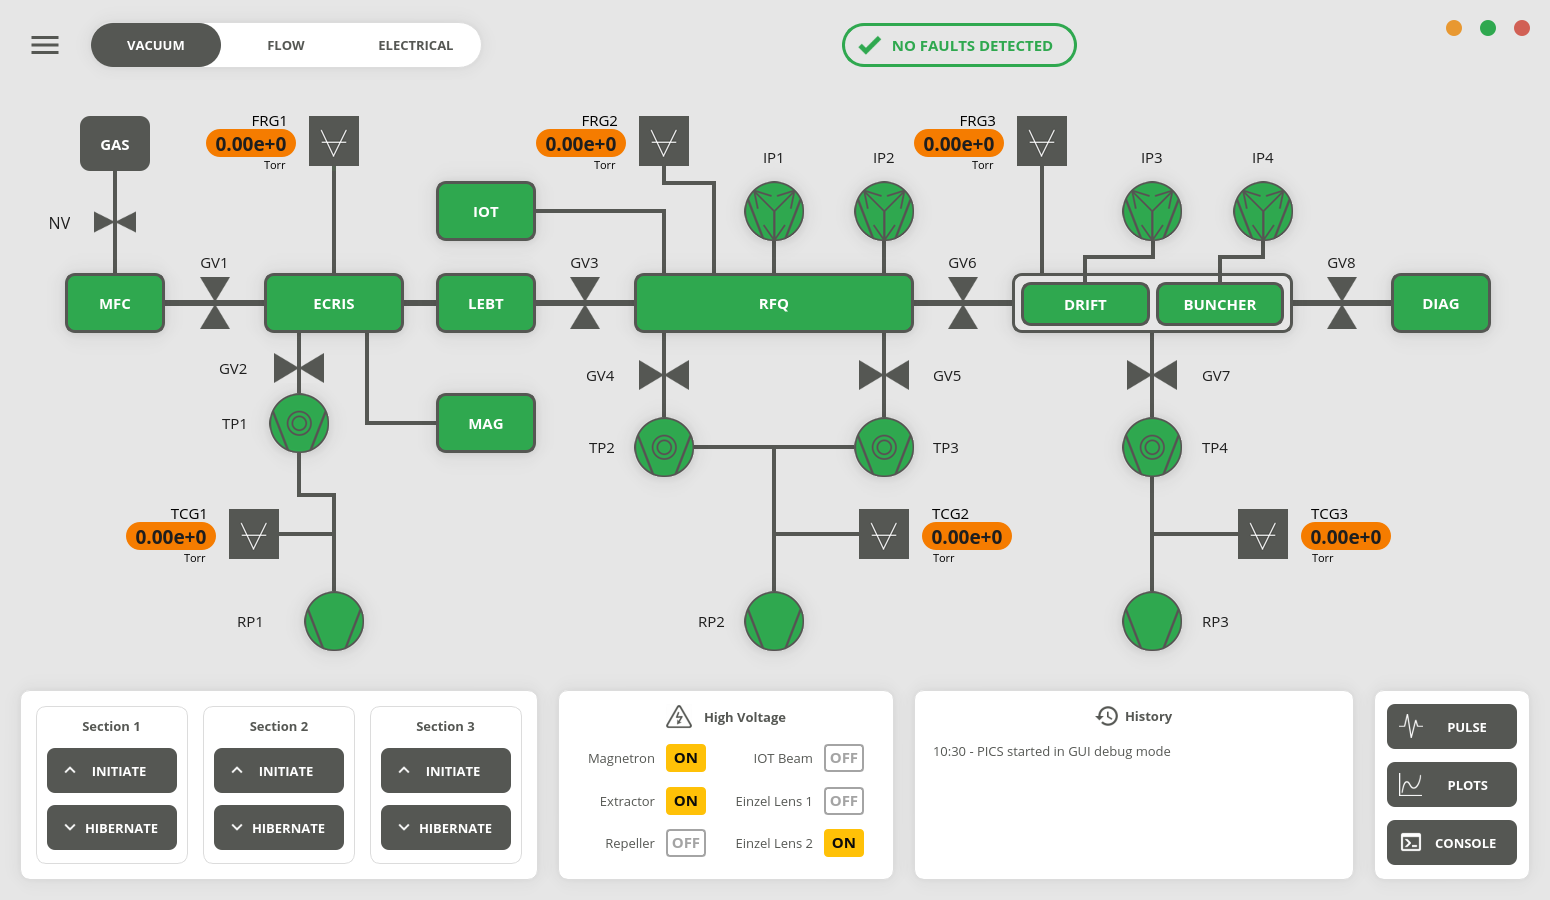 VACUUM FLOW ELECTRICAL
NO FAULTS DETECTED
FRG1
0.00e+0
Torr
FRG2
0.00e+0
Torr
FRG3
0.00e+0
Torr
GAS
IP1
IP2
IP3
IP4
NV
IOT
GV1
GV3
GV6
GV8
MFC
ECRIS
LEBT
RFQ
DRIFT
BUNCHER
DIAG
GV2
GV4
GV5
GV7
TP1
MAG
TP2
TP3
TP4
TCG1
0.00e+0
Torr
TCG2
0.00e+0
Torr
TCG3
0.00e+0
Torr
RP1
RP2
RP3
Section 1
INITIATE
HIBERNATE
Section 2
INITIATE
HIBERNATE
Section 3
INITIATE
HIBERNATE
High Voltage
Magnetron ON
IOT Beam OFF
Extractor ON
Einzel Lens 1 OFF
Repeller OFF
Einzel Lens 2 ON
History
10:30 - PICS started in GUI debug mode
PULSE
PLOTS
CONSOLE